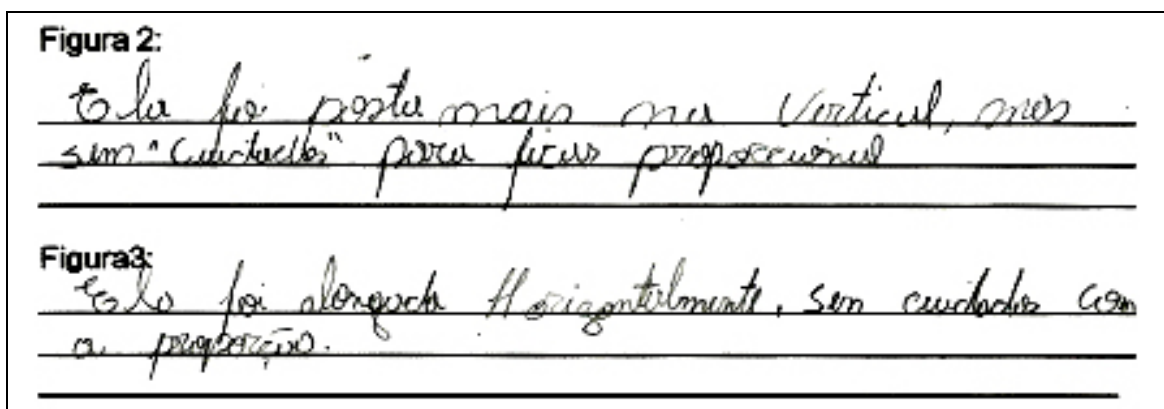 Figura 2:
Ela foi posta mais na Vertical, mas
sem "Cuidados" para ficar proporcional
Figura3:
Ela foi alongada Horizontalmente, sem cuidados com
a proporção.